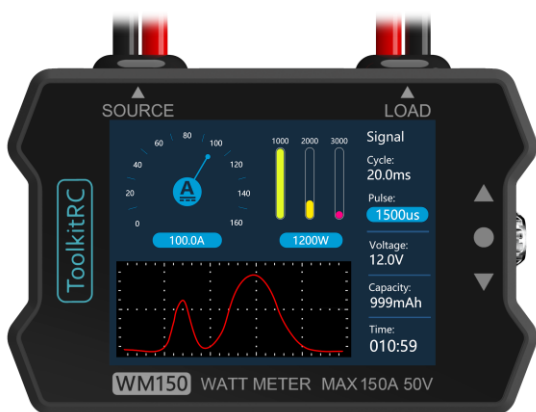 SOURCE
LOAD
ToolkitRC
0
20
40
60
80
100
120
140
160
A
100.0A
1000 2000 3000
1200W
Signal
Cycle:
20.0ms
Pulse:
1500us
Voltage:
12.0V
Capacity:
999mAh
Time:
010:59
WM150 WATT METER MAX 150A 50V